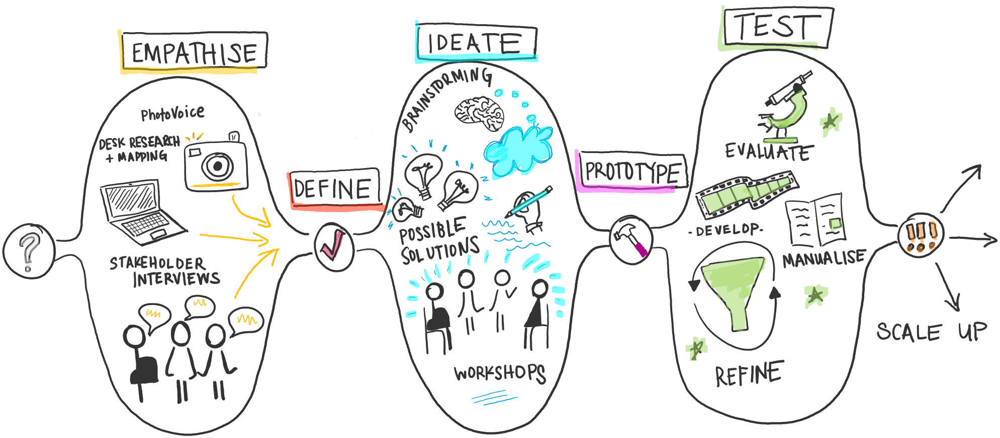 EMPATHISE
PhotoVoice
DESK RESEARCH
+ MAPPING
STAKEHOLDER
INTERVIEWS
DEFINE
IDEATE
BRAINSTORMING
POSSIBLE
SOLUTIONS
WORKSHOPS
PROTOTYPE
TEST
EVALUATE
-DEVELOP.
MANUALISE
REFINE
?
!!!
SCALE UP